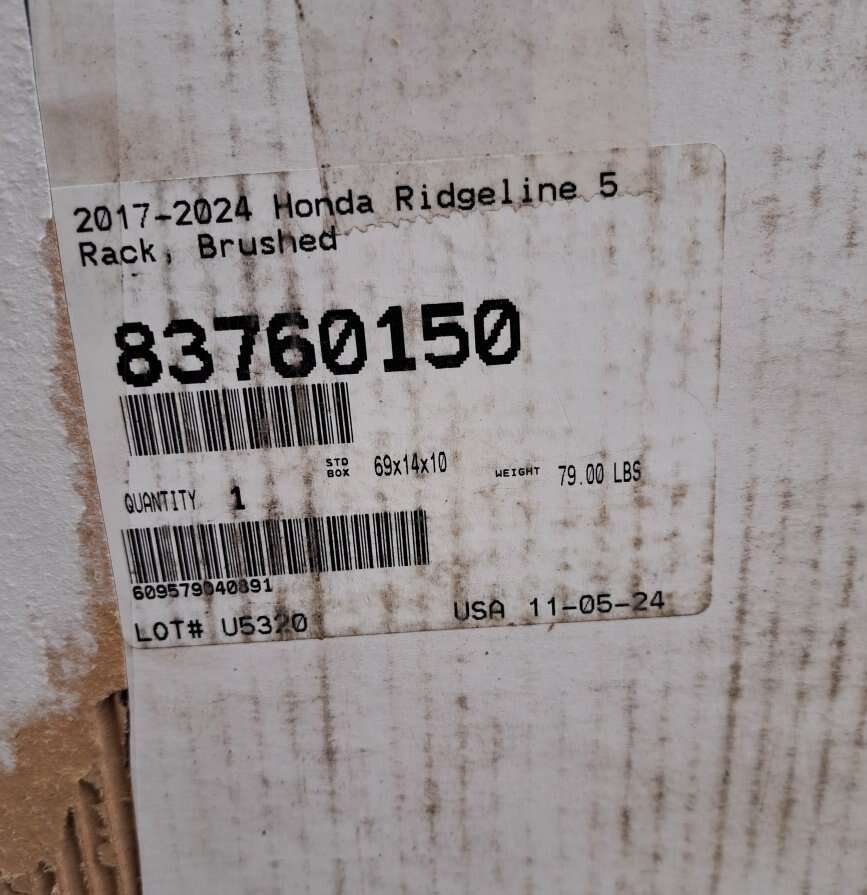 2017-2024 Honda Ridgeline 5
Rack, Brushed
83760150
STD BOX 69x14x10 WEIGHT 79.00 LBS
QUANTITY 1
609579040891
LOT# U5320 USA 11-05-24